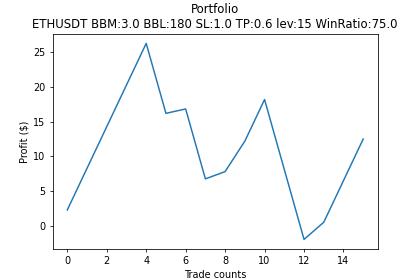 Portfolio
ETHUSDT BBM:3.0 BBL:180 SL:1.0 TP:0.6 lev:15 WinRatio:75.0
25
20
15
10
5
0
Profit ($)
0 2 4 6 8 10 12 14
Trade counts